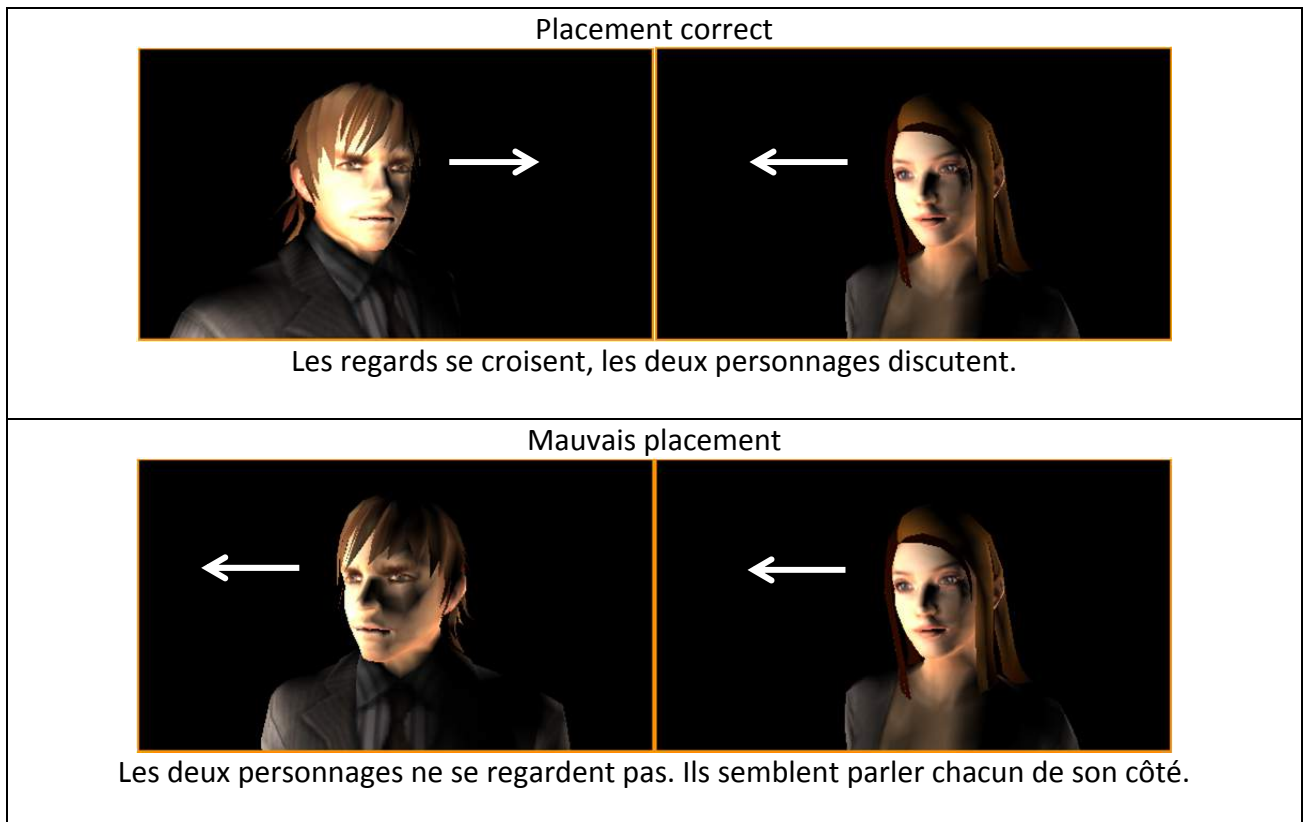 Placement correct
Les regards se croisent, les deux personnages discutent.
Mauvais placement
Les deux personnages ne se regardent pas. Ils semblent parler chacun de son côté.